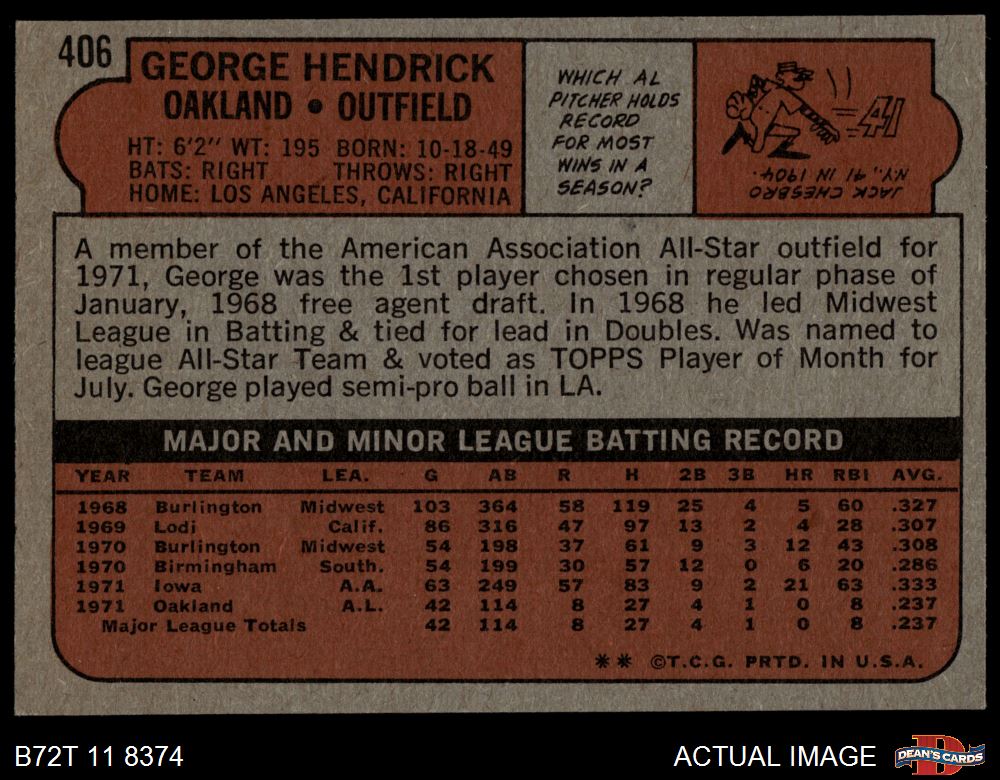 406
GEORGE HENDRICK
OAKLAND • OUTFIELD
HT: 6'2" WT: 195 BORN: 10-18-49
BATS: RIGHT THROWS: RIGHT
HOME: LOS ANGELES, CALIFORNIA
WHICH AL
PITCHER HOLDS
RECORD
FOR MOST
WINS IN A
SEASON?
41
JACK CHESBRO
N.Y., 41 IN 1904.
A member of the American Association All-Star outfield for
1971, George was the 1st player chosen in regular phase of
January, 1968 free agent draft. In 1968 he led Midwest
League in Batting & tied for lead in Doubles. Was named to
league All-Star Team & voted as TOPPS Player of Month for
July. George played semi-pro ball in LA.
MAJOR AND MINOR LEAGUE BATTING RECORD
YEAR TEAM LEA. G AB R H 2B 3B HR RBI AVG.
1968 Burlington Midwest 103 364 58 119 25 4 5 60 .327
1969 Lodi Calif. 86 316 47 97 13 2 4 28 .307
1970 Burlington Midwest 54 198 37 61 9 3 12 43 .308
1970 Birmingham South. 54 199 30 57 12 0 6 20 .286
1971 Iowa A.A. 63 249 57 83 9 2 21 63 .333
1971 Oakland A.L. 42 114 8 27 4 1 0 8 .237
Major League Totals 42 114 8 27 4 1 0 8 .237
** ©T.C.G. PRTD. IN U.S.A.
B72T 11 8374
ACTUAL IMAGE
D
DEAN'S CARDS